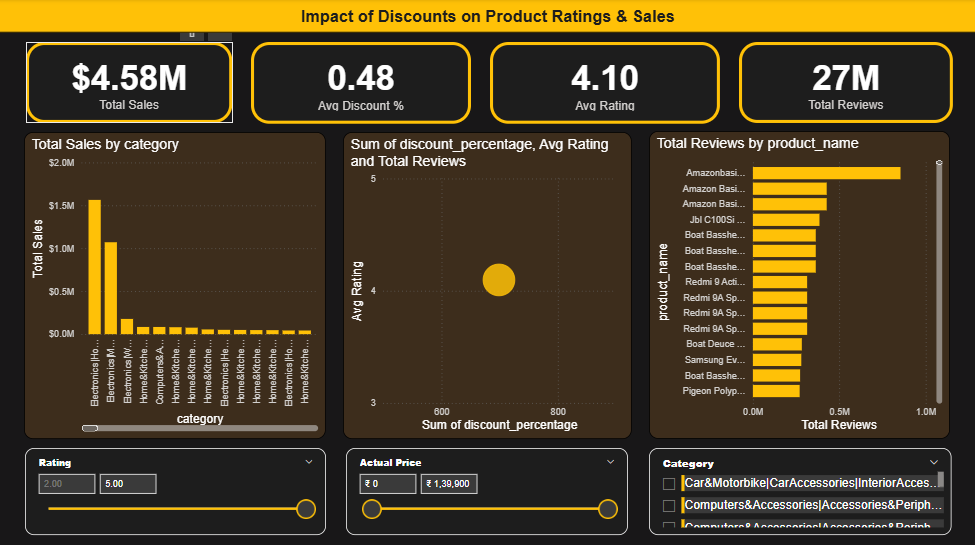 Impact of Discounts on Product Ratings & Sales
$4.58M
Total Sales
0.48
Avg Discount %
4.10
Avg Rating
27M
Total Reviews
Total Sales by category
$2.0M
$1.5M
$1.0M
$0.5M
$0.0M
Total Sales
Electronics|Ho...
Electronics|M...
Electronics|W...
Home&Kitche...
Computers&A...
Home&Kitche...
Home&Kitche...
Home&Kitche...
Electronics|He...
Home&Kitche...
Home&Kitche...
Home&Kitche...
Electronics|Ho...
Home&Kitche...
category
Sum of discount_percentage, Avg Rating
and Total Reviews
5
4
3
Avg Rating
600
800
Sum of discount_percentage
Total Reviews by product_name
product_name
Amazonbasi...
Amazon Basi...
Amazon Basi...
Jbl C100Si ...
Boat Basshe...
Boat Basshe...
Boat Basshe...
Redmi 9 Acti...
Redmi 9A Sp...
Redmi 9A Sp...
Redmi 9A Sp...
Boat Deuce ...
Samsung Ev...
Boat Basshe...
Pigeon Polyp...
0.0M
0.5M
1.0M
Total Reviews
Rating
2.00
5.00
Actual Price
₹ 0
₹ 1,39,900
Category
Car&Motorbike|CarAccessories|InteriorAcces...
Computers&Accessories|Accessories&Periph...
Computers&Accessories|Accessories&Periph...